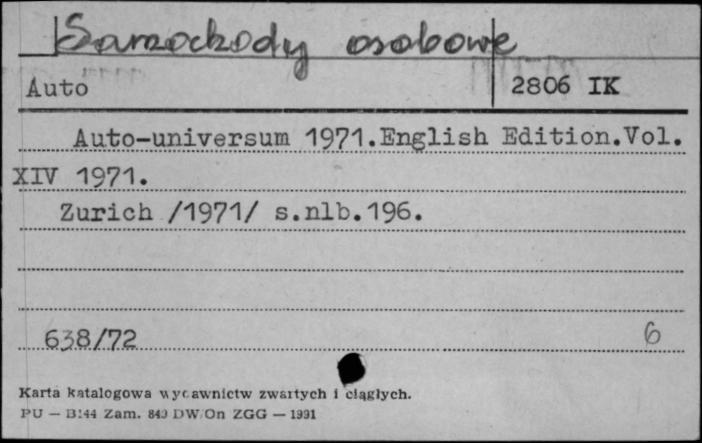 Samochody osobowe
Auto
2806 IK
Auto-universum 1971.English Edition.Vol.
XIV 1971.
Zurich /1971/ s.nlb.196.
638/72
6
Karta katalogowa wydawnictw zwartych i ciągłych.
PU — B144 Zam. 849 DW/On ZGG — 1991